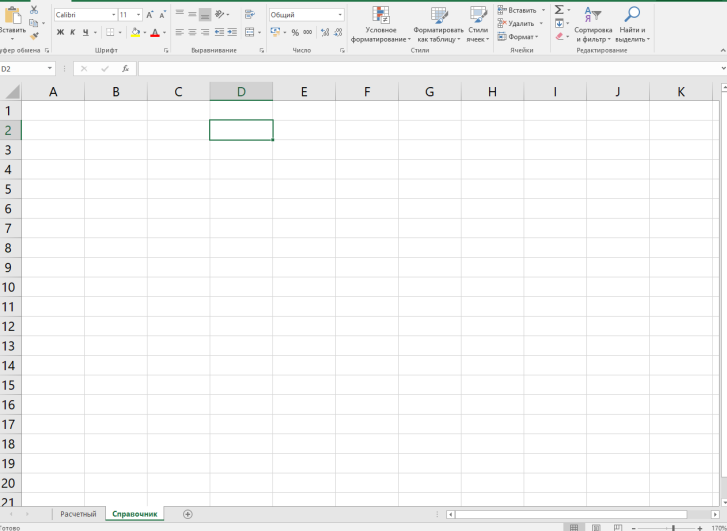 Calibri 11 Общий
Вставить
Ж К Ч
% 000
Условное форматирование
Форматировать как таблицу
Стили ячеек
Вставить
Удалить
Формат
Сортировка и фильтр
Найти и выделить
уфер обмена Шрифт Выравнивание Число Стили Ячейки Редактирование
D2 fx
A B C D E F G H I J K
1
2
3
4
5
6
7
8
9
10
11
12
13
14
15
16
17
18
19
20
21
Расчетный Справочник
Готово 170%